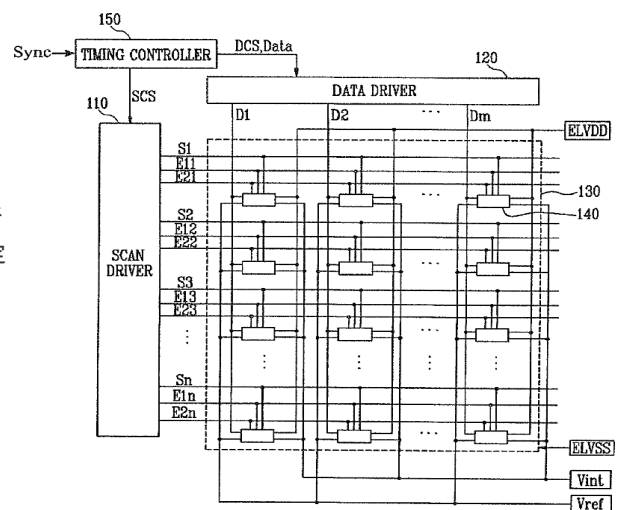 150
Sync
TIMING CONTROLLER
DCS,Data
120
DATA DRIVER
110
SCS
D1
D2
...
Dm
ELVDD
S1
E11
E21
...
130
140
S2
E12
E22
...
SCAN
DRIVER
S3
E13
E23
...
Sn
E1n
E2n
...
ELVSS
Vint
Vref